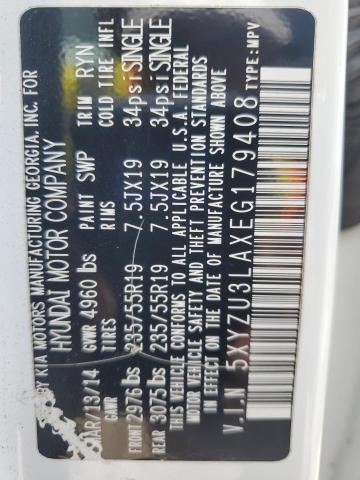 BY KIA MOTORS MANUFACTURING GEORGIA, INC. FOR
HYUNDAI MOTOR COMPANY
MAR/13/14 GVWR 4960 lbs PAINT SWP TRIM RYN
GAWR TIRES RIMS COLD TIRE INFL
FRONT 2976 lbs 235/55R19 7.5JX19 34psi SINGLE
REAR 3075 lbs 235/55R19 7.5JX19 34psi SINGLE
THIS VEHICLE CONFORMS TO ALL APPLICABLE U.S.A. FEDERAL
MOTOR VEHICLE SAFETY AND THEFT PREVENTION STANDARDS
IN EFFECT ON THE DATE OF MANUFACTURE SHOWN ABOVE
V.I.N 5XYZU3LAXEG179408 TYPE:MPV